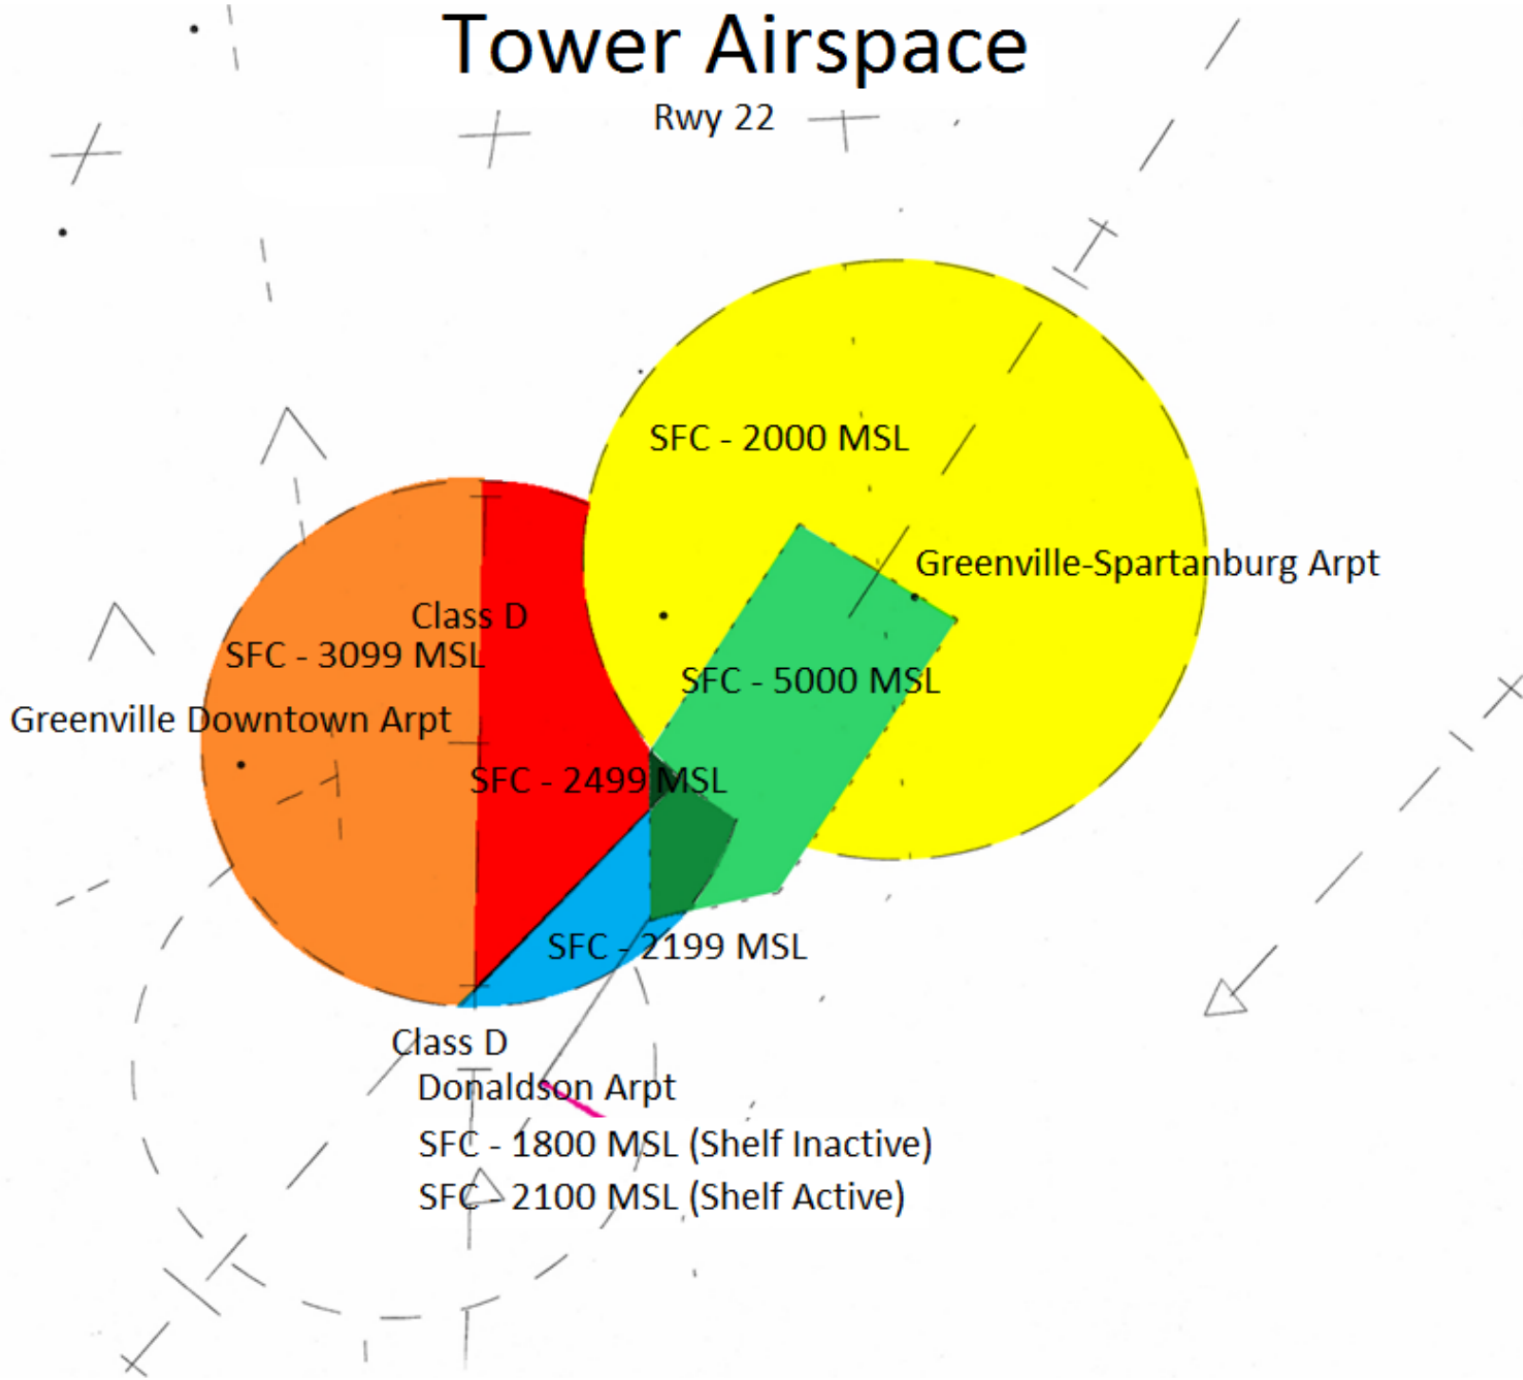 Tower Airspace
Rwy 22
SFC - 2000 MSL
Greenville-Spartanburg Arpt
Class D
SFC - 3099 MSL
SFC - 5000 MSL
Greenville Downtown Arpt
SFC - 2499 MSL
SFC - 2199 MSL
Class D
Donaldson Arpt
SFC - 1800 MSL (Shelf Inactive)
SFC - 2100 MSL (Shelf Active)